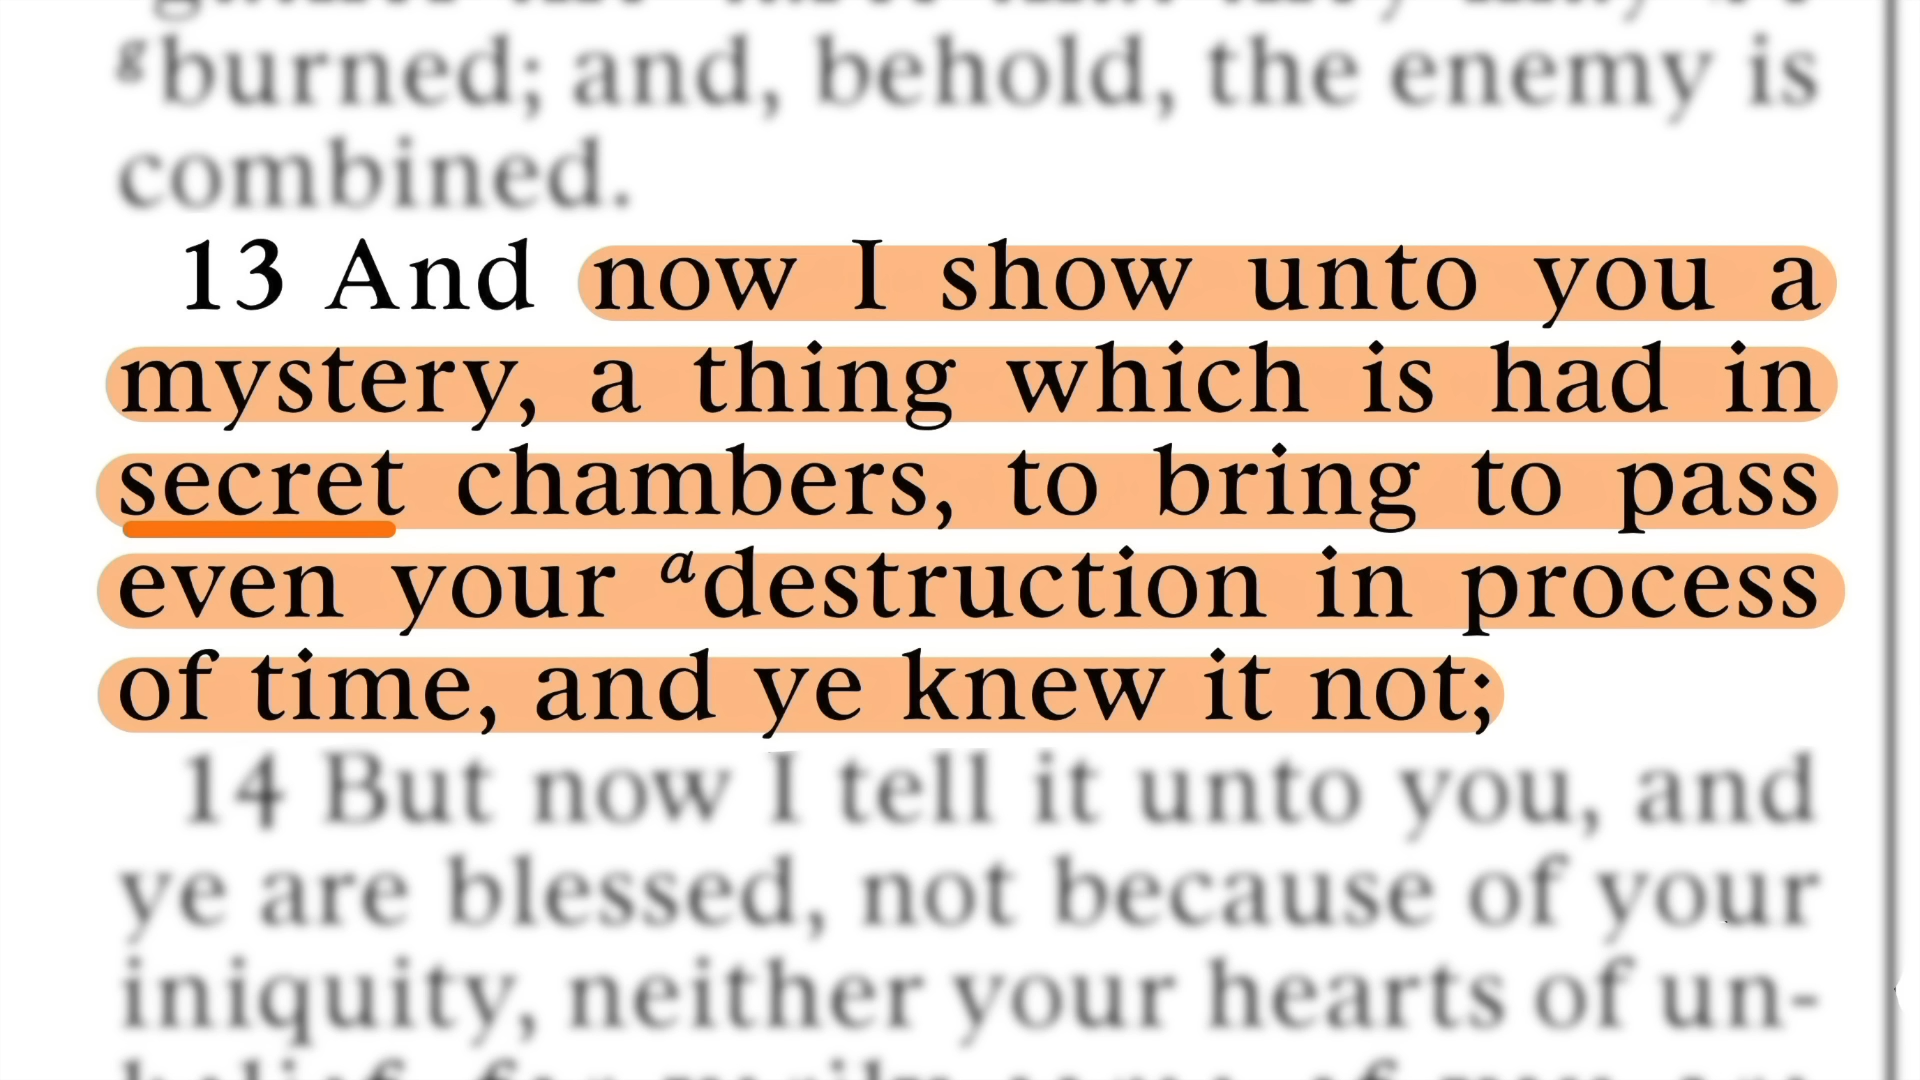 ᵍburned; and, behold, the enemy is
combined.
13 And now I show unto you a
mystery, a thing which is had in
secret chambers, to bring to pass
even your ᵃdestruction in process
of time, and ye knew it not;
14 But now I tell it unto you, and
ye are blessed, not because of your
iniquity, neither your hearts of un-